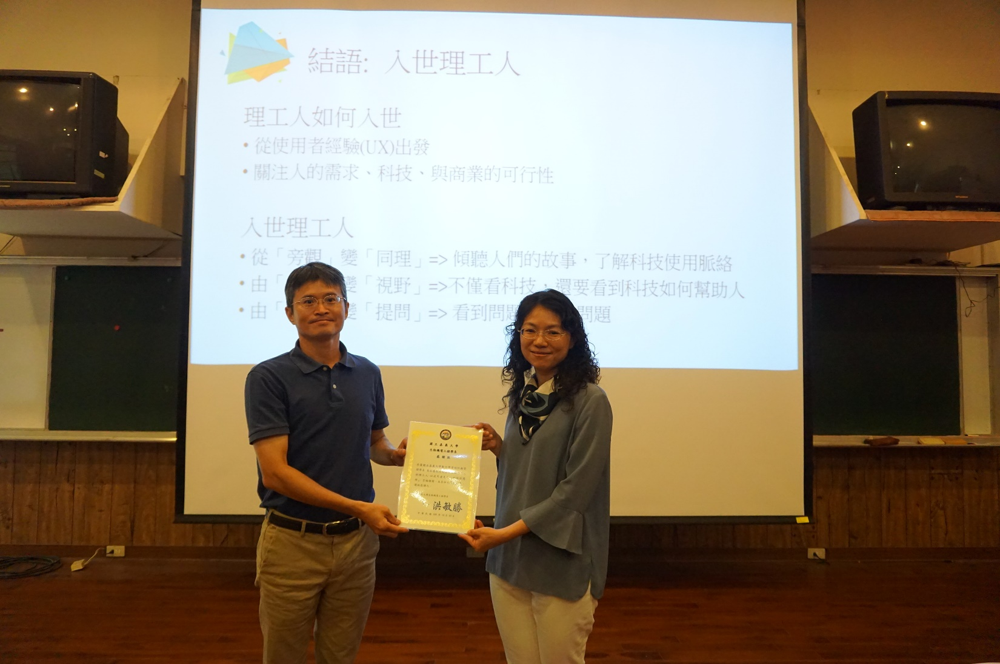 結語: 入世理工人
理工人如何入世
• 從使用者經驗(UX)出發
• 關注人的需求、科技、與商業的可行性
入世理工人
• 從「旁觀」變「同理」=> 傾聽人們的故事，了解科技使用脈絡
• 由「 變「視野」=>不僅看科技，還要看到科技如何幫助人
• 由「 變「提問」=> 看到問題 問題
國立嘉義大學
生物機電工程學系
感謝狀
洪敏勝